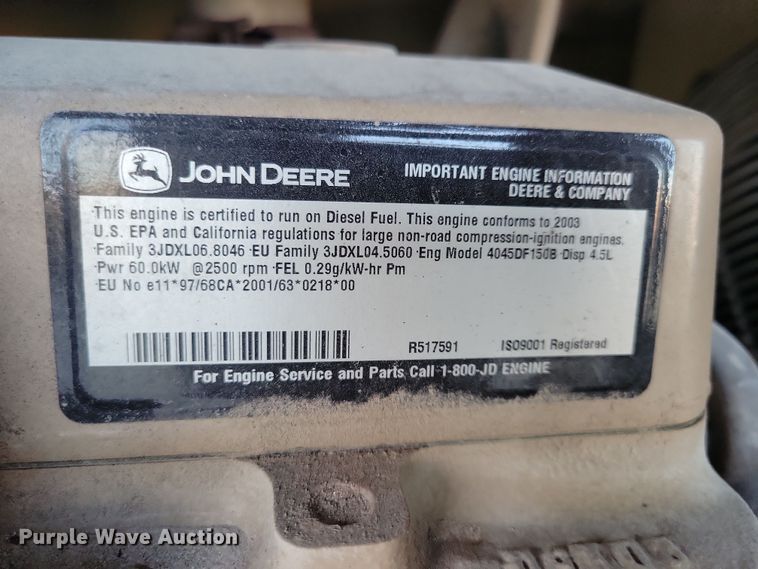 JOHN DEERE
IMPORTANT ENGINE INFORMATION
DEERE & COMPANY
·This engine is certified to run on Diesel Fuel. This engine conforms to 2003
U.S. EPA and California regulations for large non-road compression-ignition engines.
·Family 3JDXL06.8046 ·EU Family 3JDXL04.5060 ·Eng Model 4045DF150B ·Disp 4.5L
·Pwr 60.0kW @2500 rpm ·FEL 0.29g/kW-hr Pm
·EU No e11*97/68CA*2001/63*0218*00
R517591 ISO9001 Registered
For Engine Service and Parts Call 1-800-JD ENGINE
Purple Wave Auction